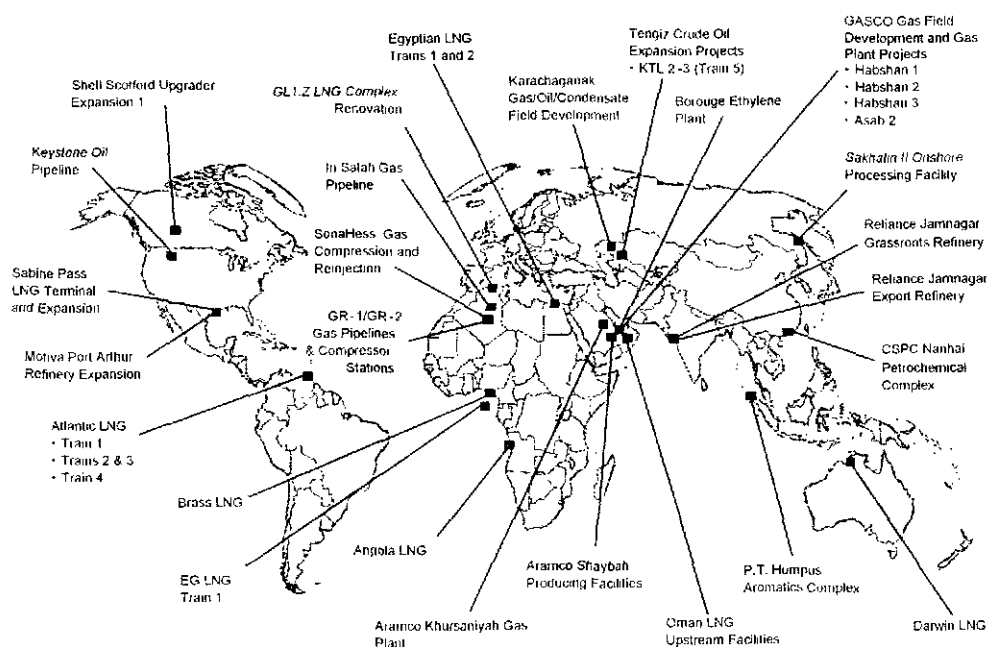 Egyptian LNG
Trains 1 and 2
Tengiz Crude Oil
Expansion Projects
· KTL 2-3 (Train 5)
GASCO Gas Field
Development and Gas
Plant Projects
· Habshan 1
· Habshan 2
· Habshan 3
· Asab 2
Shell Scotford Upgrader
Expansion 1
GL1.Z LNG Complex
Renovation
Karachaganak
Gas/Oil/Condensate
Field Development
Borouge Ethylene
Plant
Keystone Oil
Pipeline
In Salah Gas
Pipeline
Sakhalin II Onshore
Processing Facility
SonaHess Gas
Compression and
Reinjection
Reliance Jamnagar
Grassroots Refinery
Sabine Pass
LNG Terminal
and Expansion
Reliance Jamnagar
Export Refinery
GR-1/GR-2
Gas Pipelines
& Compressor
Stations
Motiva Port Arthur
Refinery Expansion
CSPC Nanhai
Petrochemical
Complex
Atlantic LNG
· Train 1
· Trains 2 & 3
· Train 4
Brass LNG
Angola LNG
EG LNG
Train 1
Aramco Shaybah
Producing Facilities
P.T. Humpus
Aromatics Complex
Aramco Khursaniyah Gas
Plant
Oman LNG
Upstream Facilities
Darwin LNG